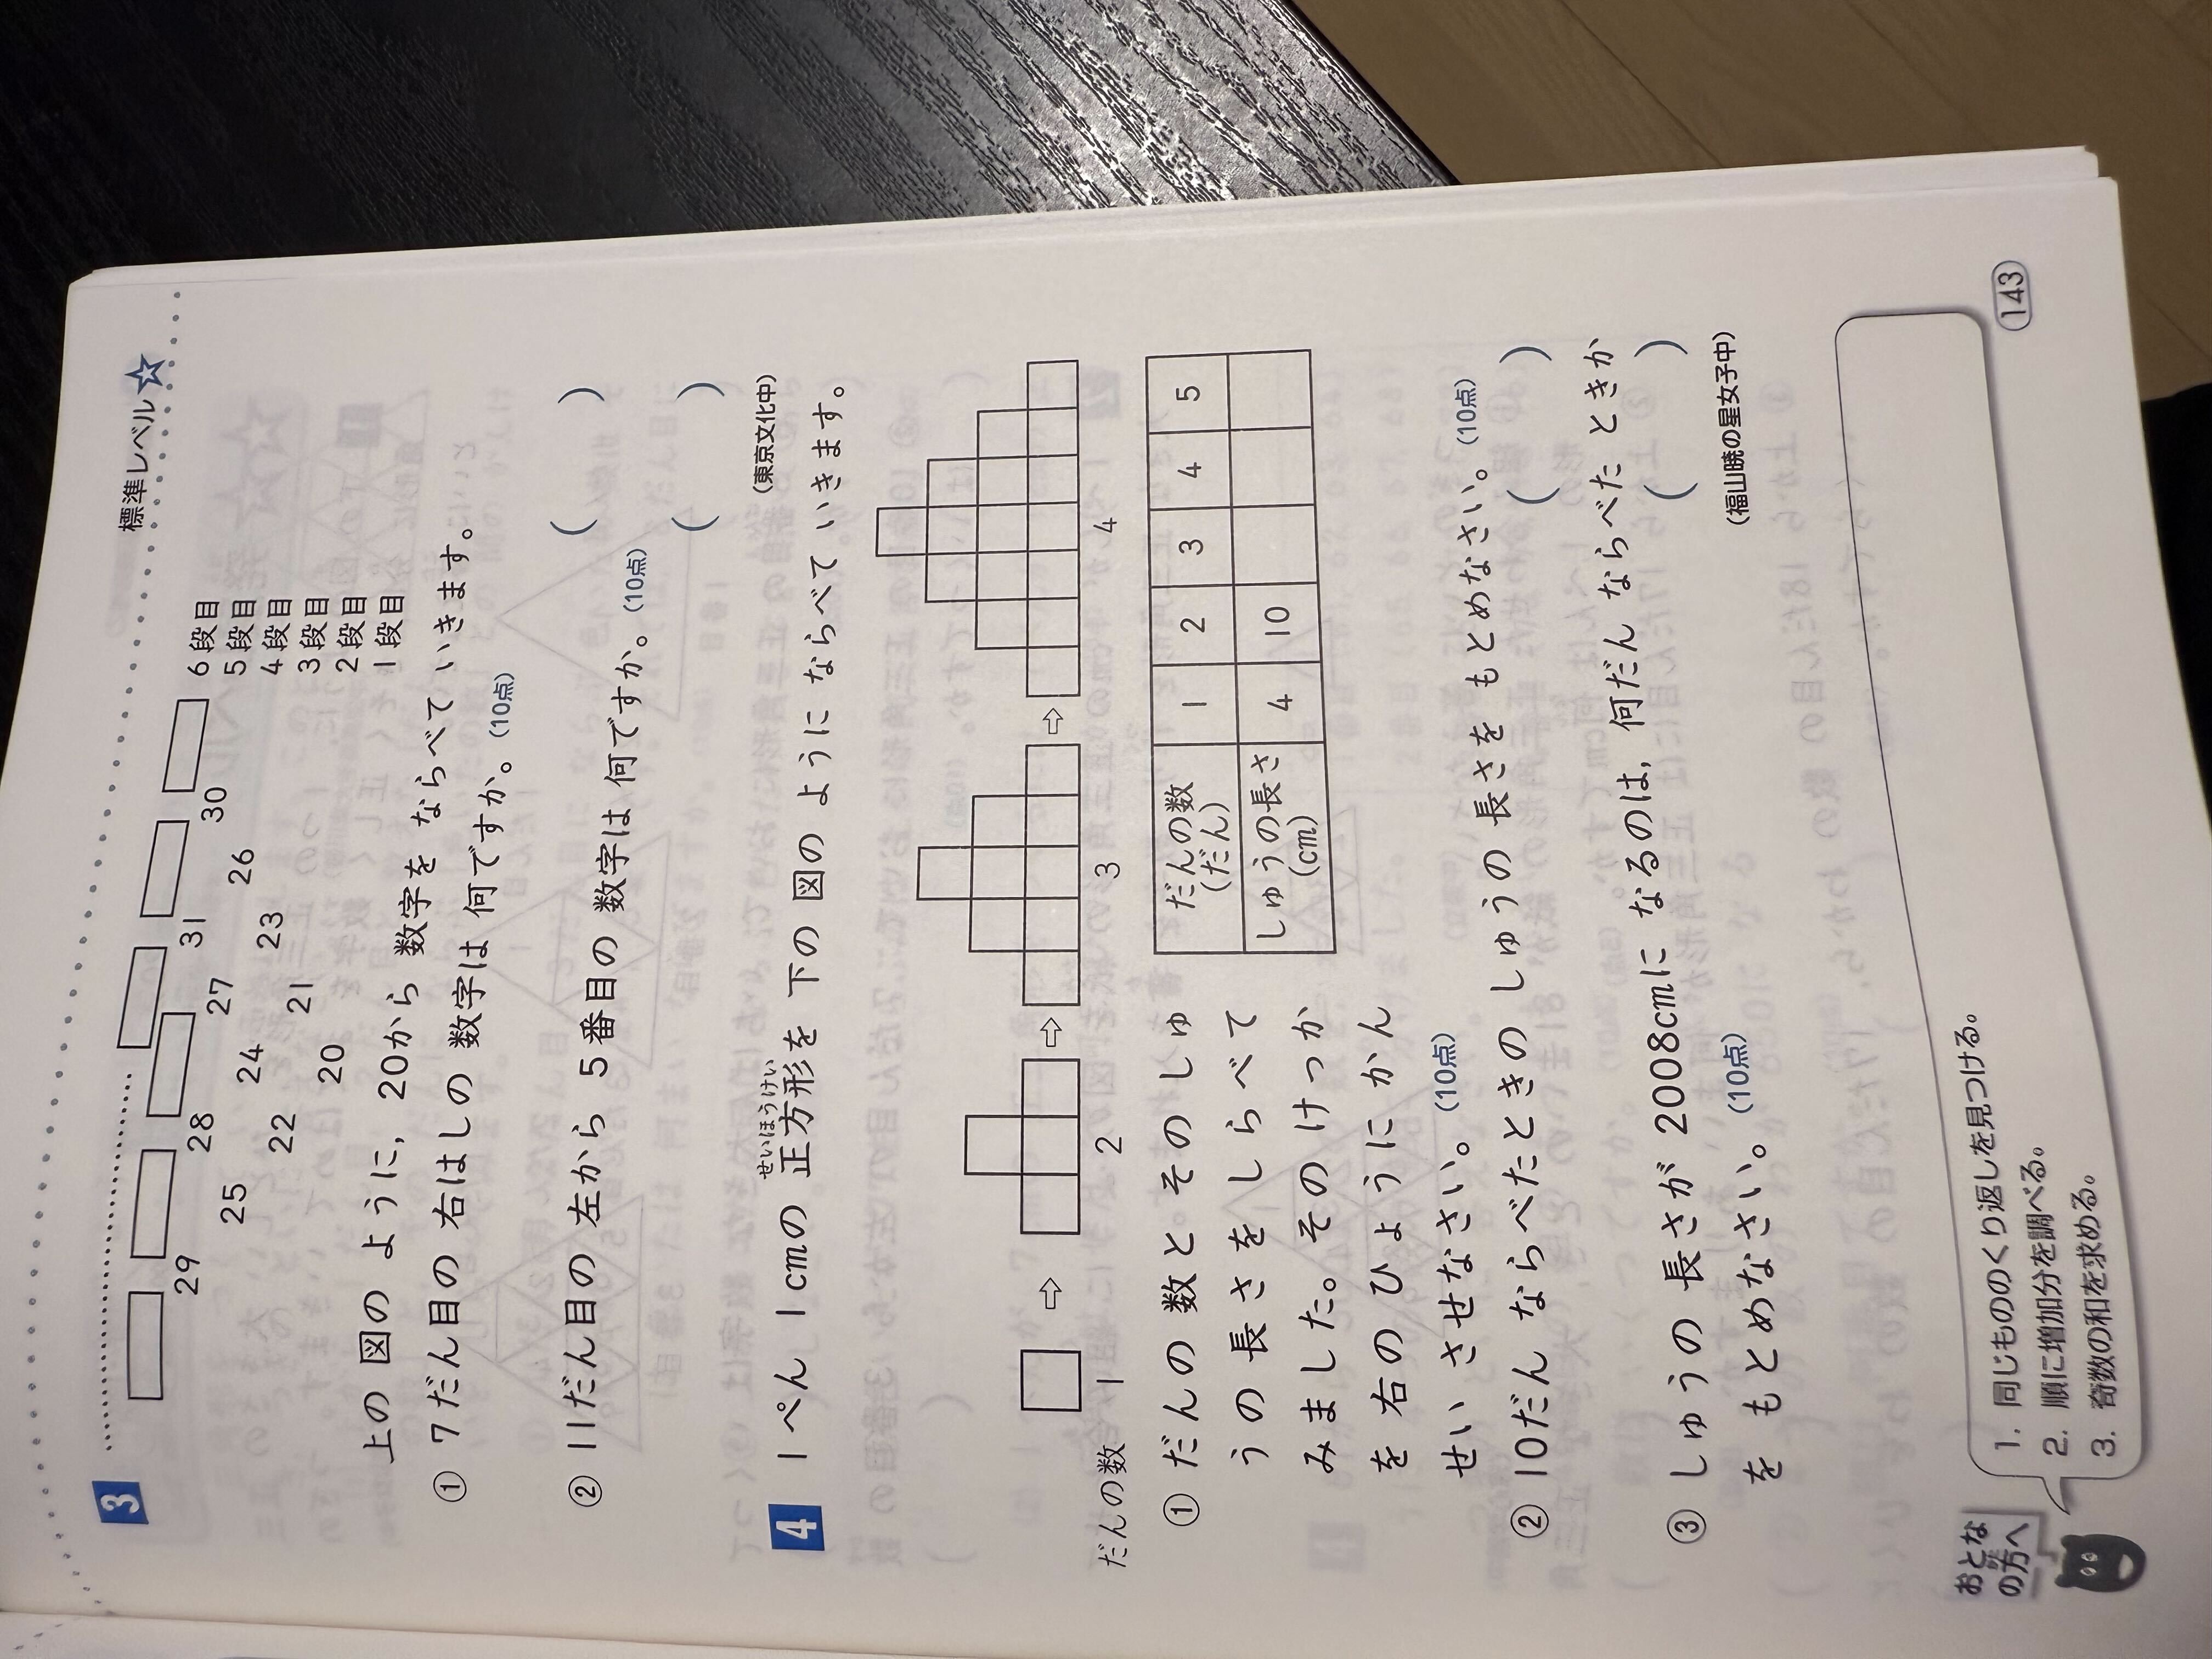 標準レベル
3
6段目
31 30 5段目
29 28 27 26 4段目
25 24 23 3段目
22 21 2段目
20 1段目
上の 図の ように, 20から 数字を ならべて いきます。
① 7だん目の 右はしの 数字は 何ですか。(10点)
( )
② 11だん目の 左から 5番目の 数字は 何ですか。(10点)
( )
(東京文化中)
4 1ぺん 1cmの 正方形を 下の 図の ように ならべて いきます。
せいほうけい
だんの数 1 2 3 4
① だんの 数と その しゅ
うの 長さを しらべて
みました。その けっか
を 右の ひょうに かん
せい させなさい。(10点)
だんの数(だん) 1 2 3 4 5
しゅうの長さ(cm) 4 10
② 10だん ならべたときの しゅうの 長さを もとめなさい。(10点)
( )
③ しゅうの 長さが 2008cmに なるのは, 何だん ならべた ときか
を もとめなさい。(10点)
( )
(福山暁の星女子中)
おとなの方へ
1. 同じもののくり返しを見つける。
2. 順に増加分を調べる。
3. 奇数の和を求める。
143